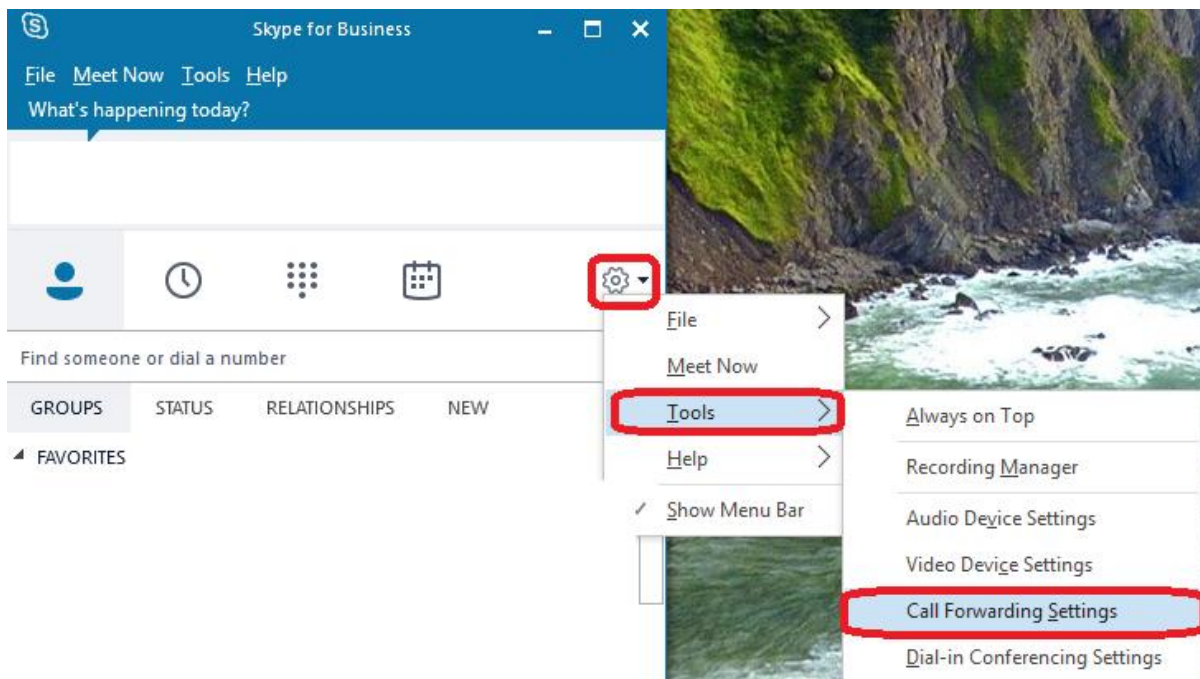 Skype for Business
File Meet Now Tools Help
What's happening today?
Find someone or dial a number
GROUPS STATUS RELATIONSHIPS NEW
FAVORITES
File
Meet Now
Tools
Help
Show Menu Bar
Always on Top
Recording Manager
Audio Device Settings
Video Device Settings
Call Forwarding Settings
Dial-in Conferencing Settings